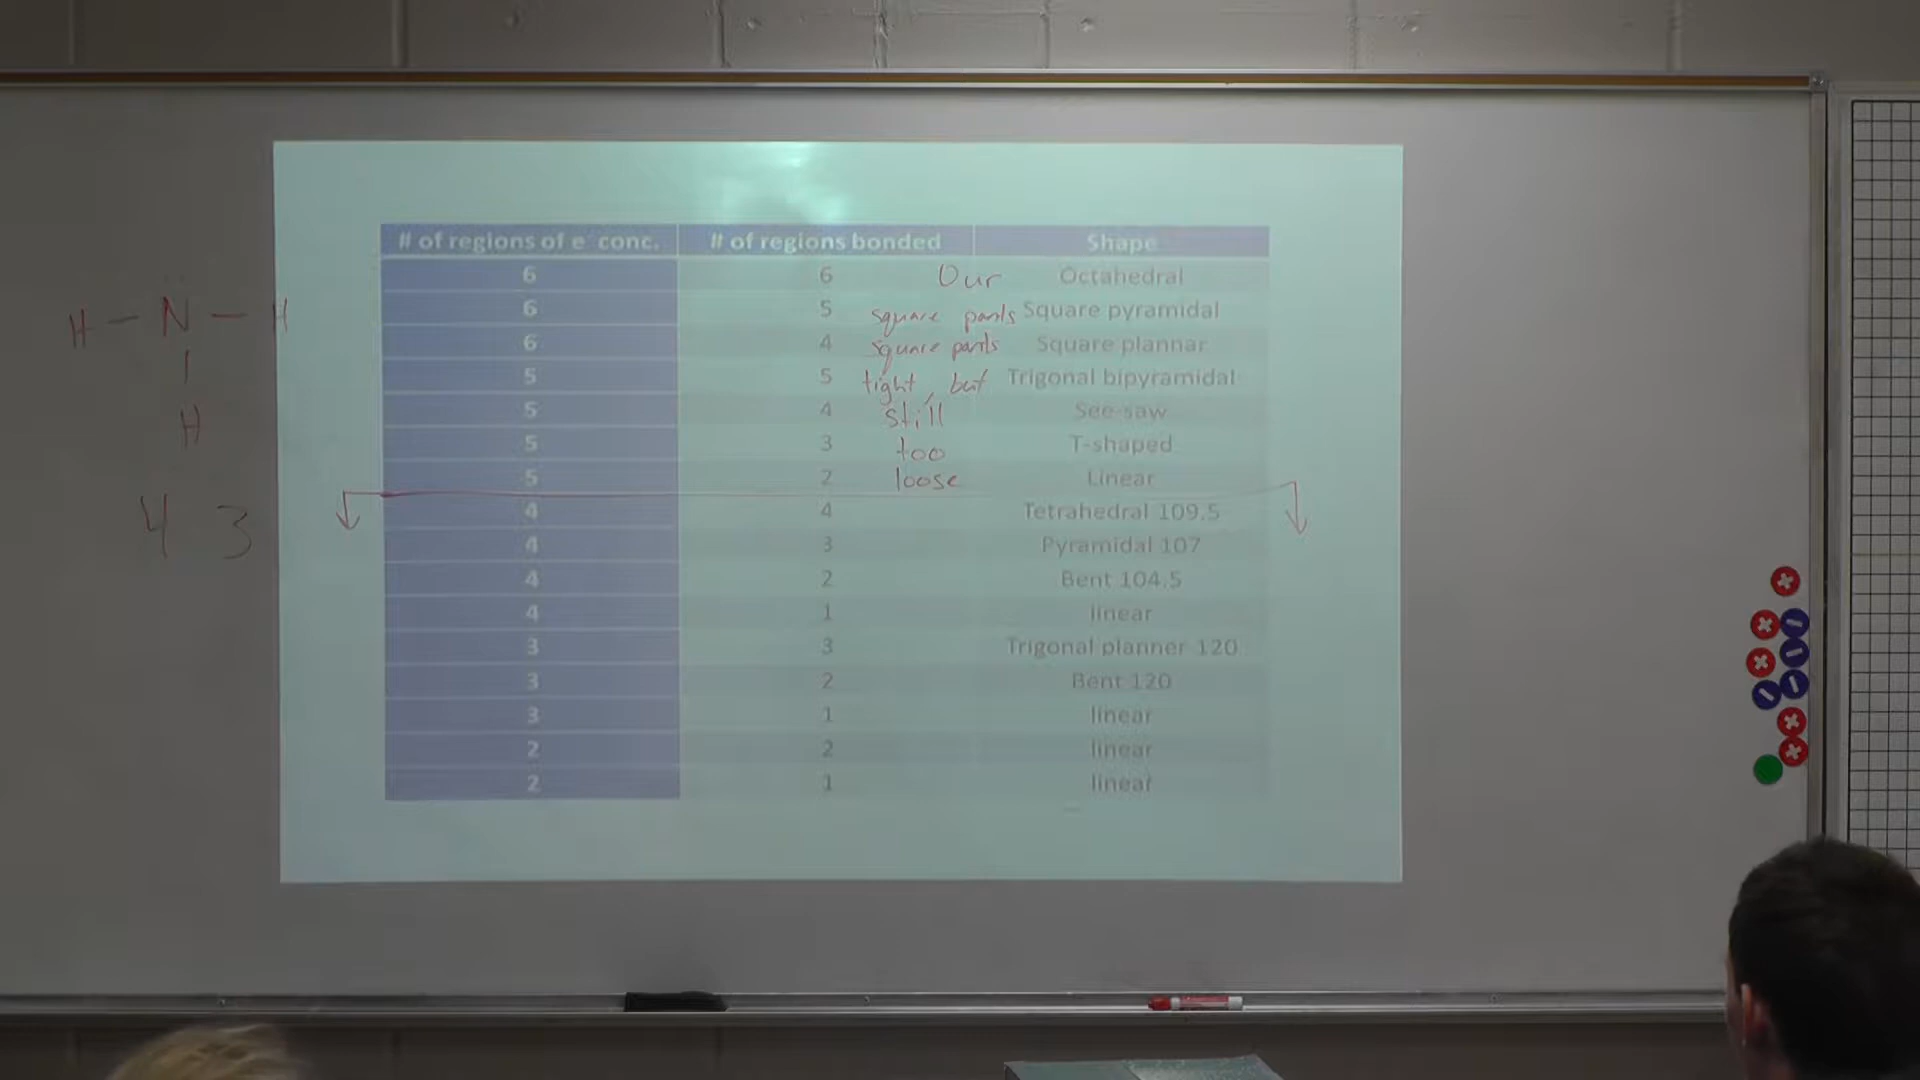 # of regions of e⁻ conc. # of regions bonded Shape
6 6 Our Octahedral
6 5 square pants Square pyramidal
6 4 square pants Square plannar
5 5 tight, but Trigonal bipyramidal
5 4 still See-saw
5 3 too T-shaped
5 2 loose Linear
4 4 Tetrahedral 109.5
4 3 Pyramidal 107
4 2 Bent 104.5
4 1 linear
3 3 Trigonal planner 120
3 2 Bent 120
3 1 linear
2 2 linear
2 1 linear
H – N – H
|
H
4 3